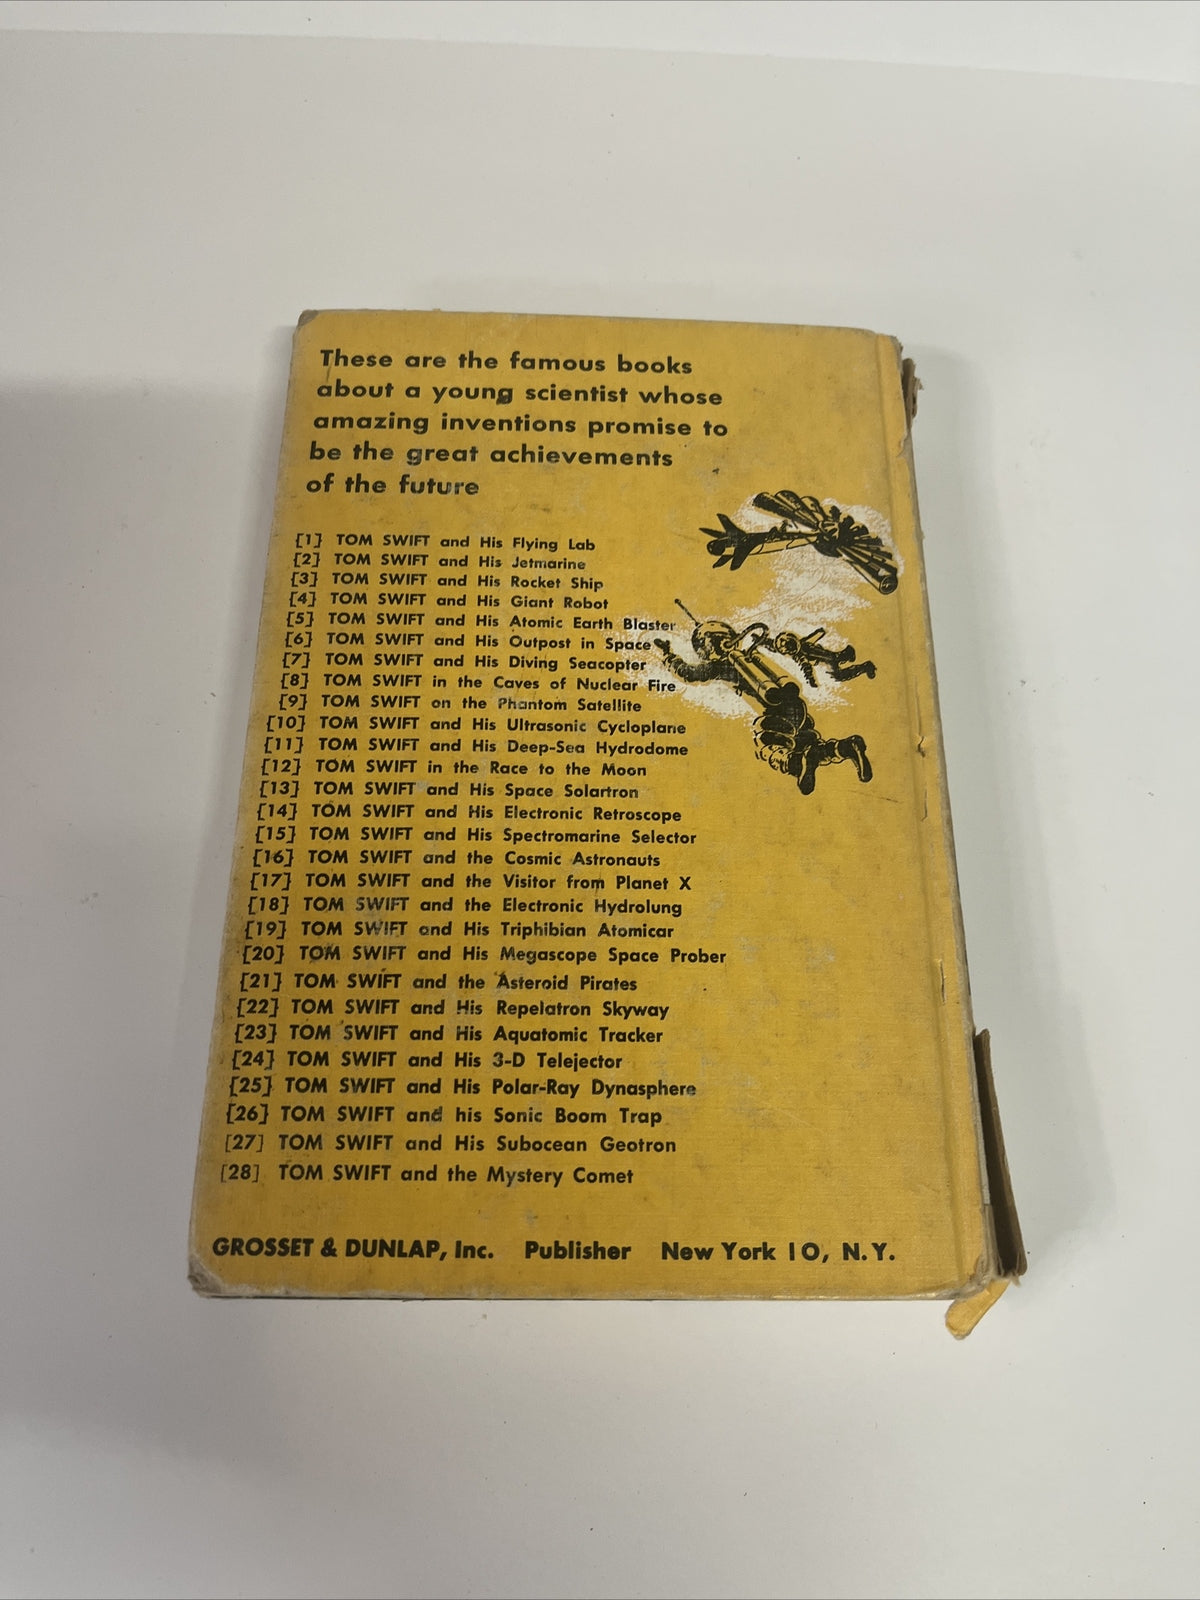 These are the famous books
about a young scientist whose
amazing inventions promise to
be the great achievements
of the future
[1] TOM SWIFT and His Flying Lab
[2] TOM SWIFT and His Jetmarine
[3] TOM SWIFT and His Rocket Ship
[4] TOM SWIFT and His Giant Robot
[5] TOM SWIFT and His Atomic Earth Blaster
[6] TOM SWIFT and His Outpost in Space
[7] TOM SWIFT and His Diving Seacopter
[8] TOM SWIFT in the Caves of Nuclear Fire
[9] TOM SWIFT on the Phantom Satellite
[10] TOM SWIFT and His Ultrasonic Cycloplane
[11] TOM SWIFT and His Deep-Sea Hydrodome
[12] TOM SWIFT in the Race to the Moon
[13] TOM SWIFT and His Space Solartron
[14] TOM SWIFT and His Electronic Retroscope
[15] TOM SWIFT and His Spectromarine Selector
[16] TOM SWIFT and the Cosmic Astronauts
[17] TOM SWIFT and the Visitor from Planet X
[18] TOM SWIFT and the Electronic Hydrolung
[19] TOM SWIFT and His Triphibian Atomicar
[20] TOM SWIFT and His Megascope Space Prober
[21] TOM SWIFT and the Asteroid Pirates
[22] TOM SWIFT and His Repelatron Skyway
[23] TOM SWIFT and His Aquatomic Tracker
[24] TOM SWIFT and His 3-D Telejector
[25] TOM SWIFT and His Polar-Ray Dynasphere
[26] TOM SWIFT and his Sonic Boom Trap
[27] TOM SWIFT and His Subocean Geotron
[28] TOM SWIFT and the Mystery Comet
GROSSET & DUNLAP, Inc. Publisher New York 10, N.Y.